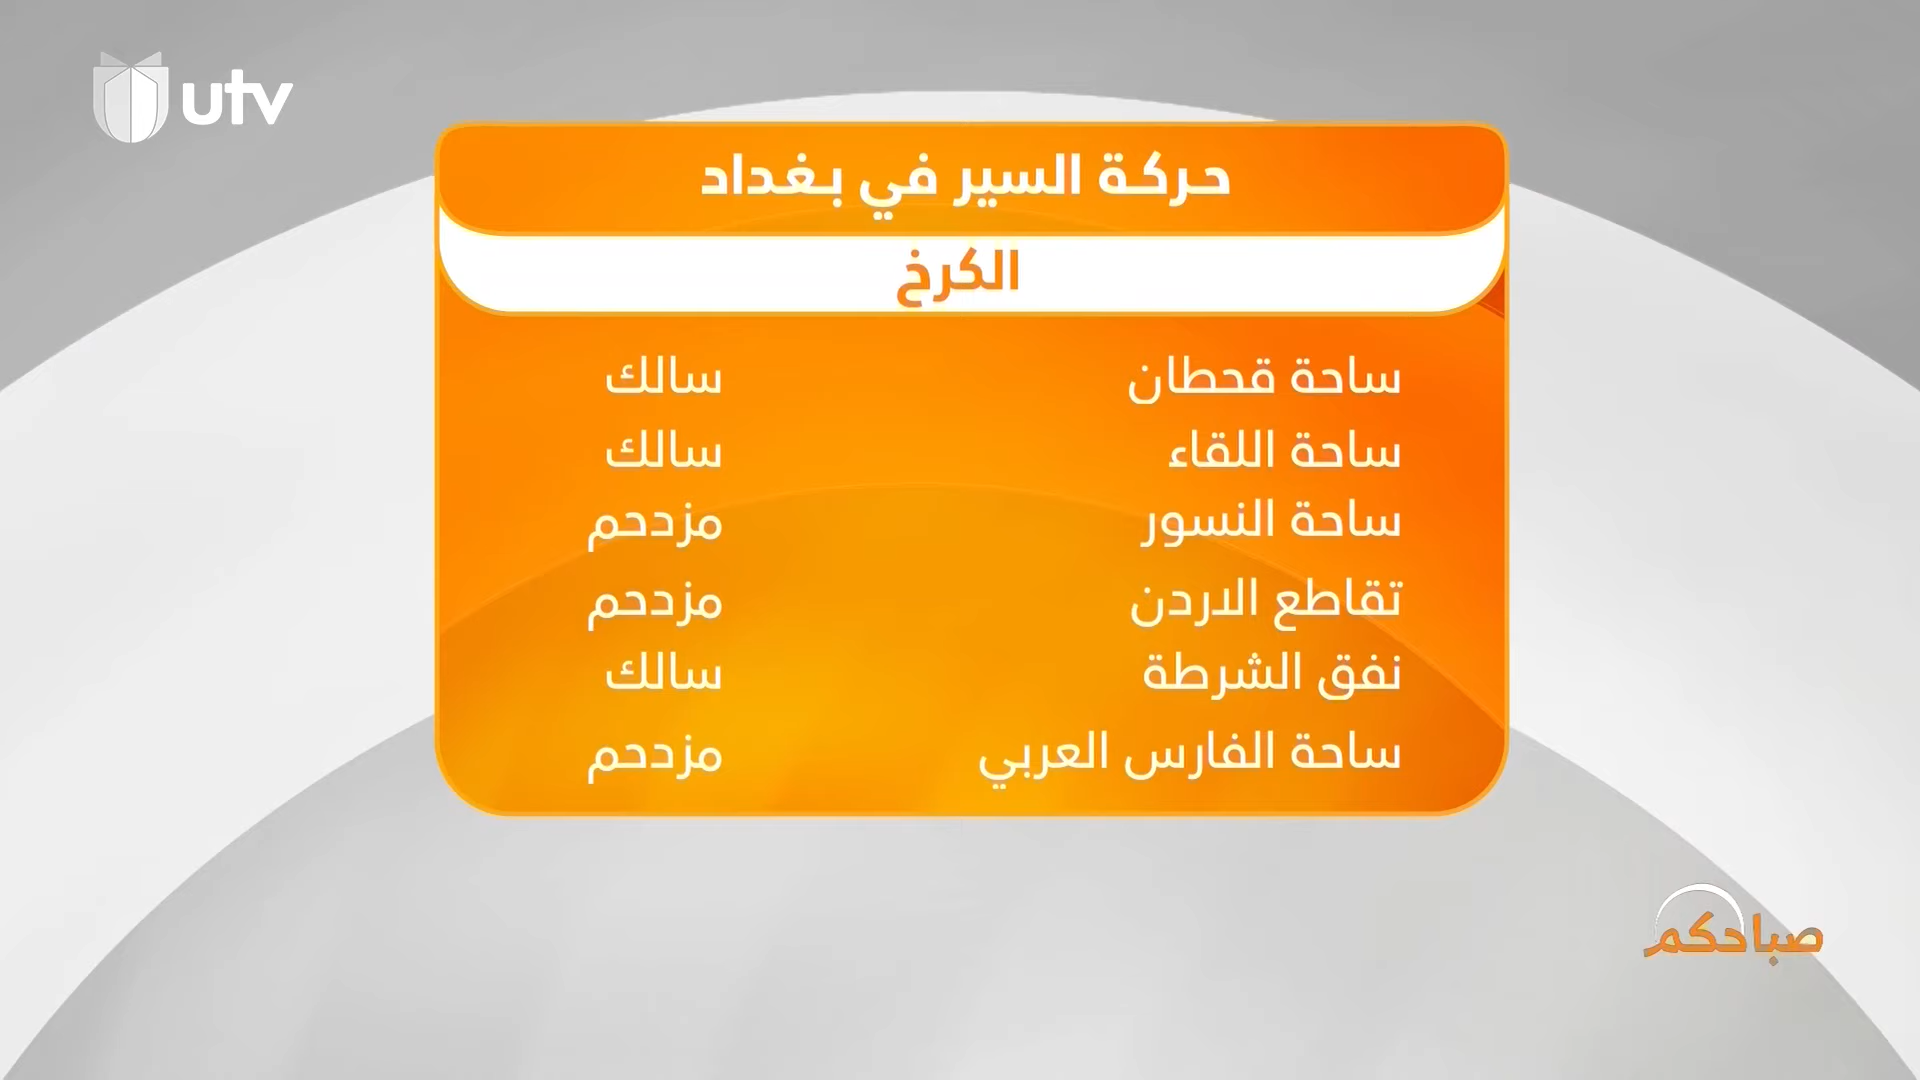 utv
حركة السير في بغداد
الكرخ
ساحة قحطان سالك
ساحة اللقاء سالك
ساحة النسور مزدحم
تقاطع الاردن مزدحم
نفق الشرطة سالك
ساحة الفارس العربي مزدحم
صباحكم